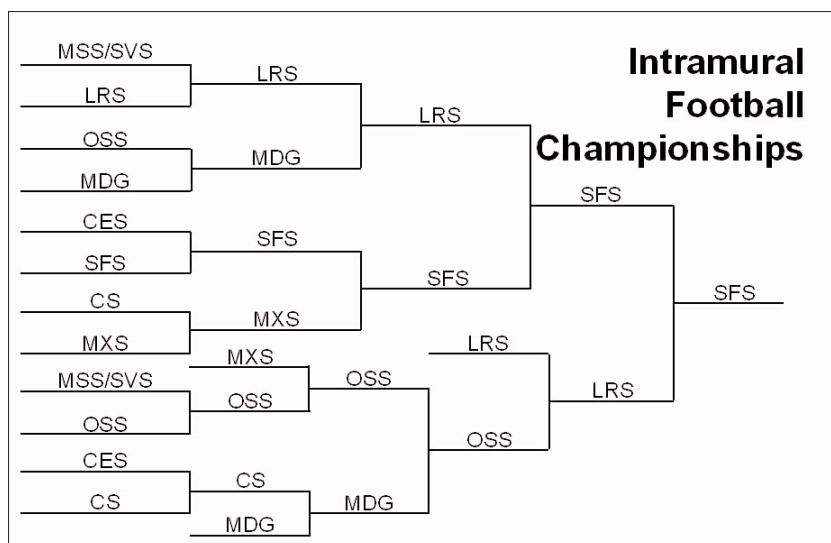 Intramural
Football
Championships
MSS/SVS
LRS
LRS
LRS
OSS
MDG
MDG
SFS
CES
SFS
SFS
SFS
SFS
CS
MXS
MXS
MXS
LRS
MSS/SVS
OSS
LRS
OSS
OSS
OSS
CES
CS
CS
MDG
MDG